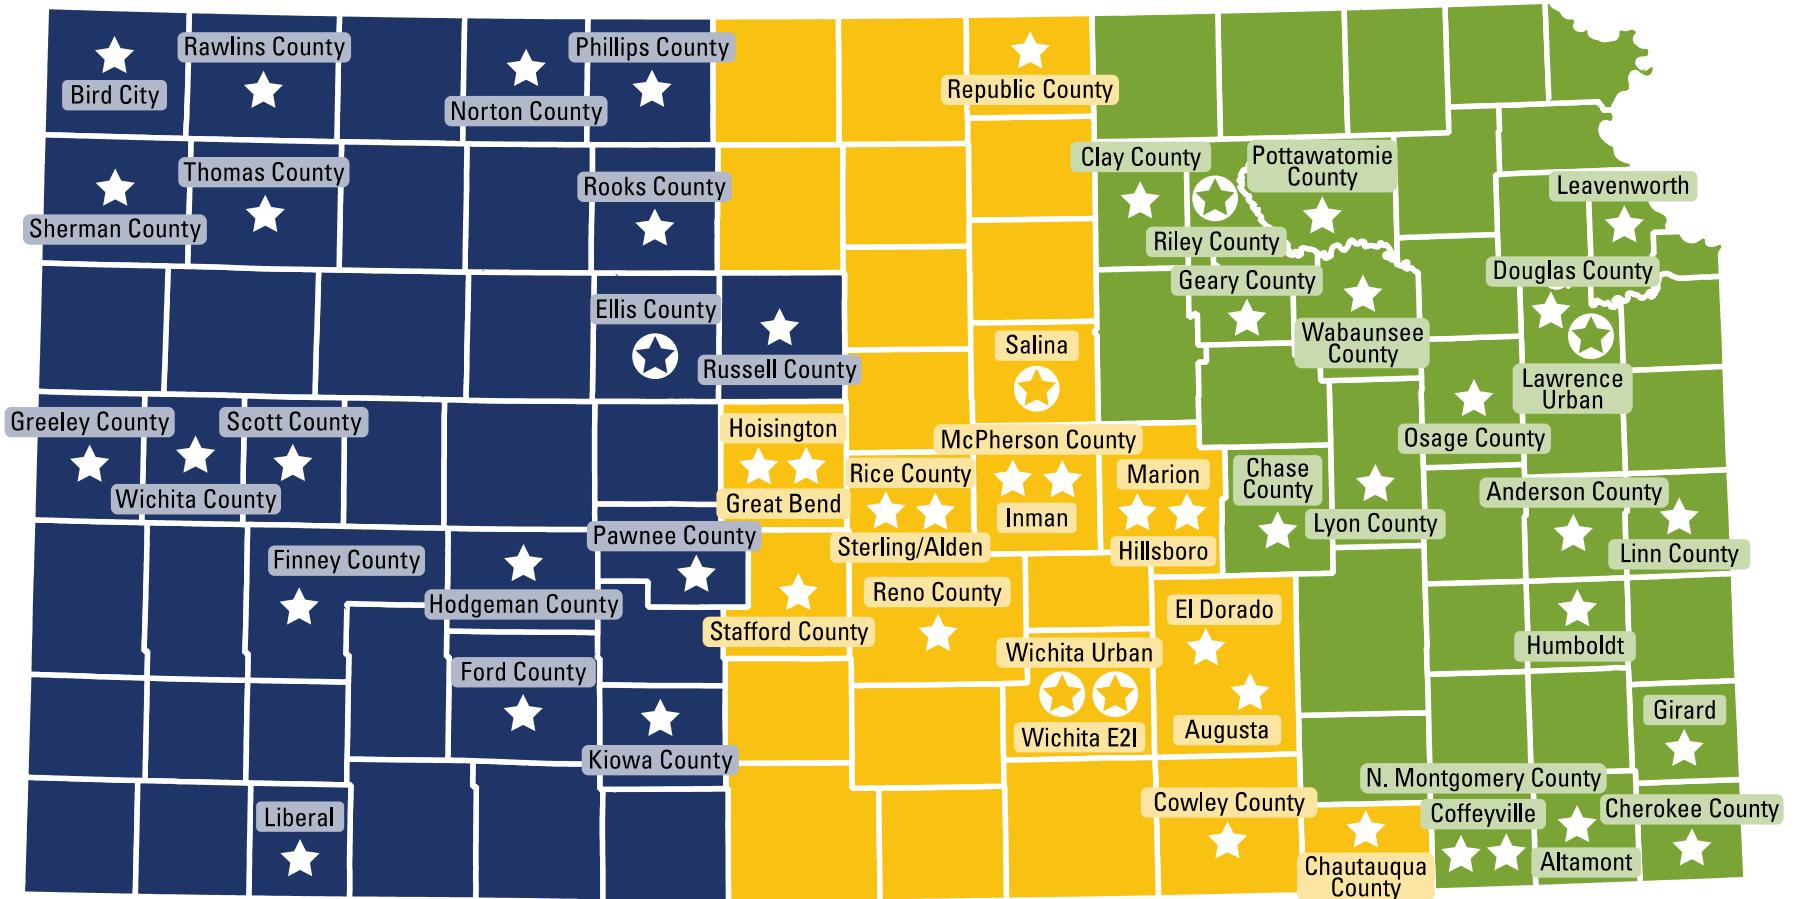 Bird City
Rawlins County
Norton County
Phillips County
Republic County
Sherman County
Thomas County
Rooks County
Clay County
Pottawatomie
County
Leavenworth
Riley County
Ellis County
Russell County
Salina
Geary County
Wabaunsee
County
Douglas County
Lawrence
Urban
Greeley County
Wichita County
Scott County
Hoisington
Great Bend
Rice County
Sterling/Alden
McPherson County
Inman
Marion
Hillsboro
Chase
County
Lyon County
Osage County
Anderson County
Linn County
Finney County
Hodgeman County
Pawnee County
Stafford County
Reno County
El Dorado
Augusta
Humboldt
Ford County
Kiowa County
Wichita Urban
Wichita E2I
Girard
Liberal
Cowley County
Chautauqua
County
N. Montgomery County
Coffeyville
Altamont
Cherokee County